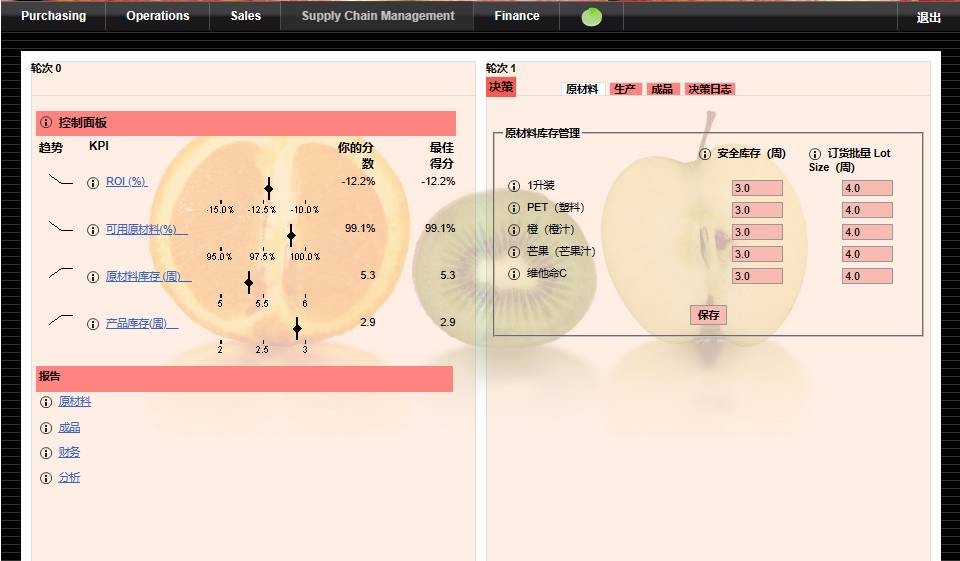 Purchasing Operations Sales Supply Chain Management Finance 退出
轮次 0
控制面板
趋势 KPI 你的分数 最佳得分
ROI (%) -12.2% -12.2%
-15.0% -12.5% -10.0%
可用原材料(%) 99.1% 99.1%
95.0% 97.5% 100.0%
原材料库存 (周) 5.3 5.3
5 5.5 6
产品库存(周) 2.9 2.9
2 2.5 3
报告
原材料
成品
财务
分析
轮次 1
决策 原材料 生产 成品 决策日志
原材料库存管理
安全库存（周） 订货批量 Lot
Size（周）
1升装 3.0 4.0
PET（塑料） 3.0 4.0
橙（橙汁） 3.0 4.0
芒果（芒果汁） 3.0 4.0
维他命C 3.0 4.0
保存